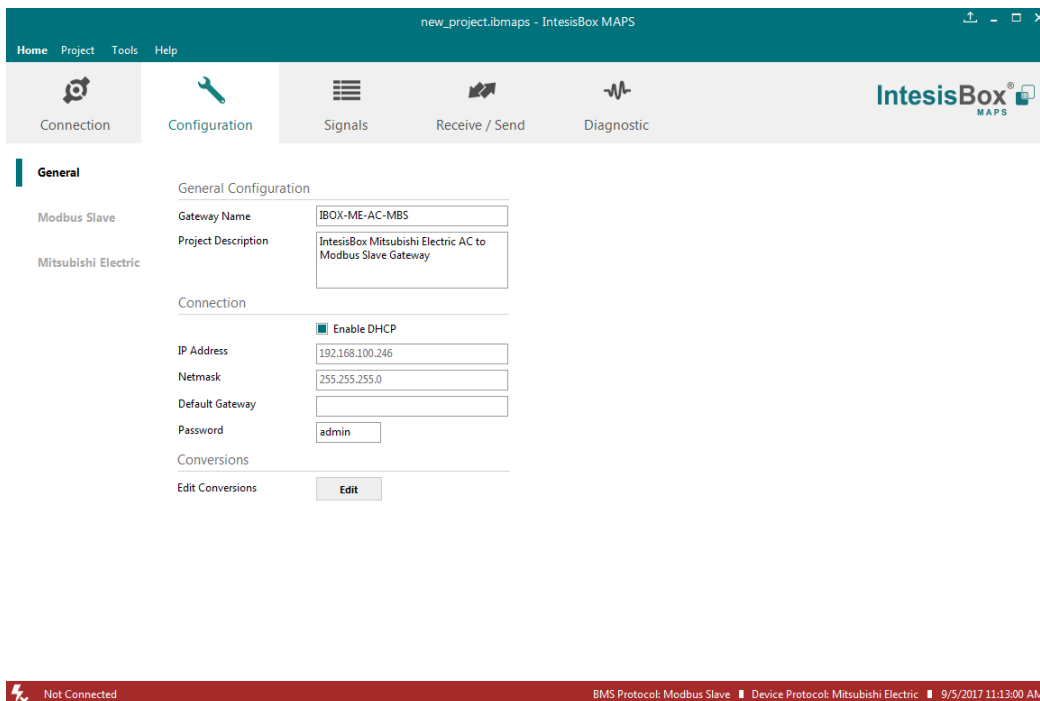 new_project.ibmaps - IntesisBox MAPS
Home Project Tools Help
Connection Configuration Signals Receive / Send Diagnostic
IntesisBox®
MAPS
General
Modbus Slave
Mitsubishi Electric
General Configuration
Gateway Name IBOX-ME-AC-MBS
Project Description IntesisBox Mitsubishi Electric AC to
Modbus Slave Gateway
Connection
Enable DHCP
IP Address 192.168.100.246
Netmask 255.255.255.0
Default Gateway
Password admin
Conversions
Edit Conversions Edit
Not Connected BMS Protocol: Modbus Slave Device Protocol: Mitsubishi Electric 9/5/2017 11:13:00 AM